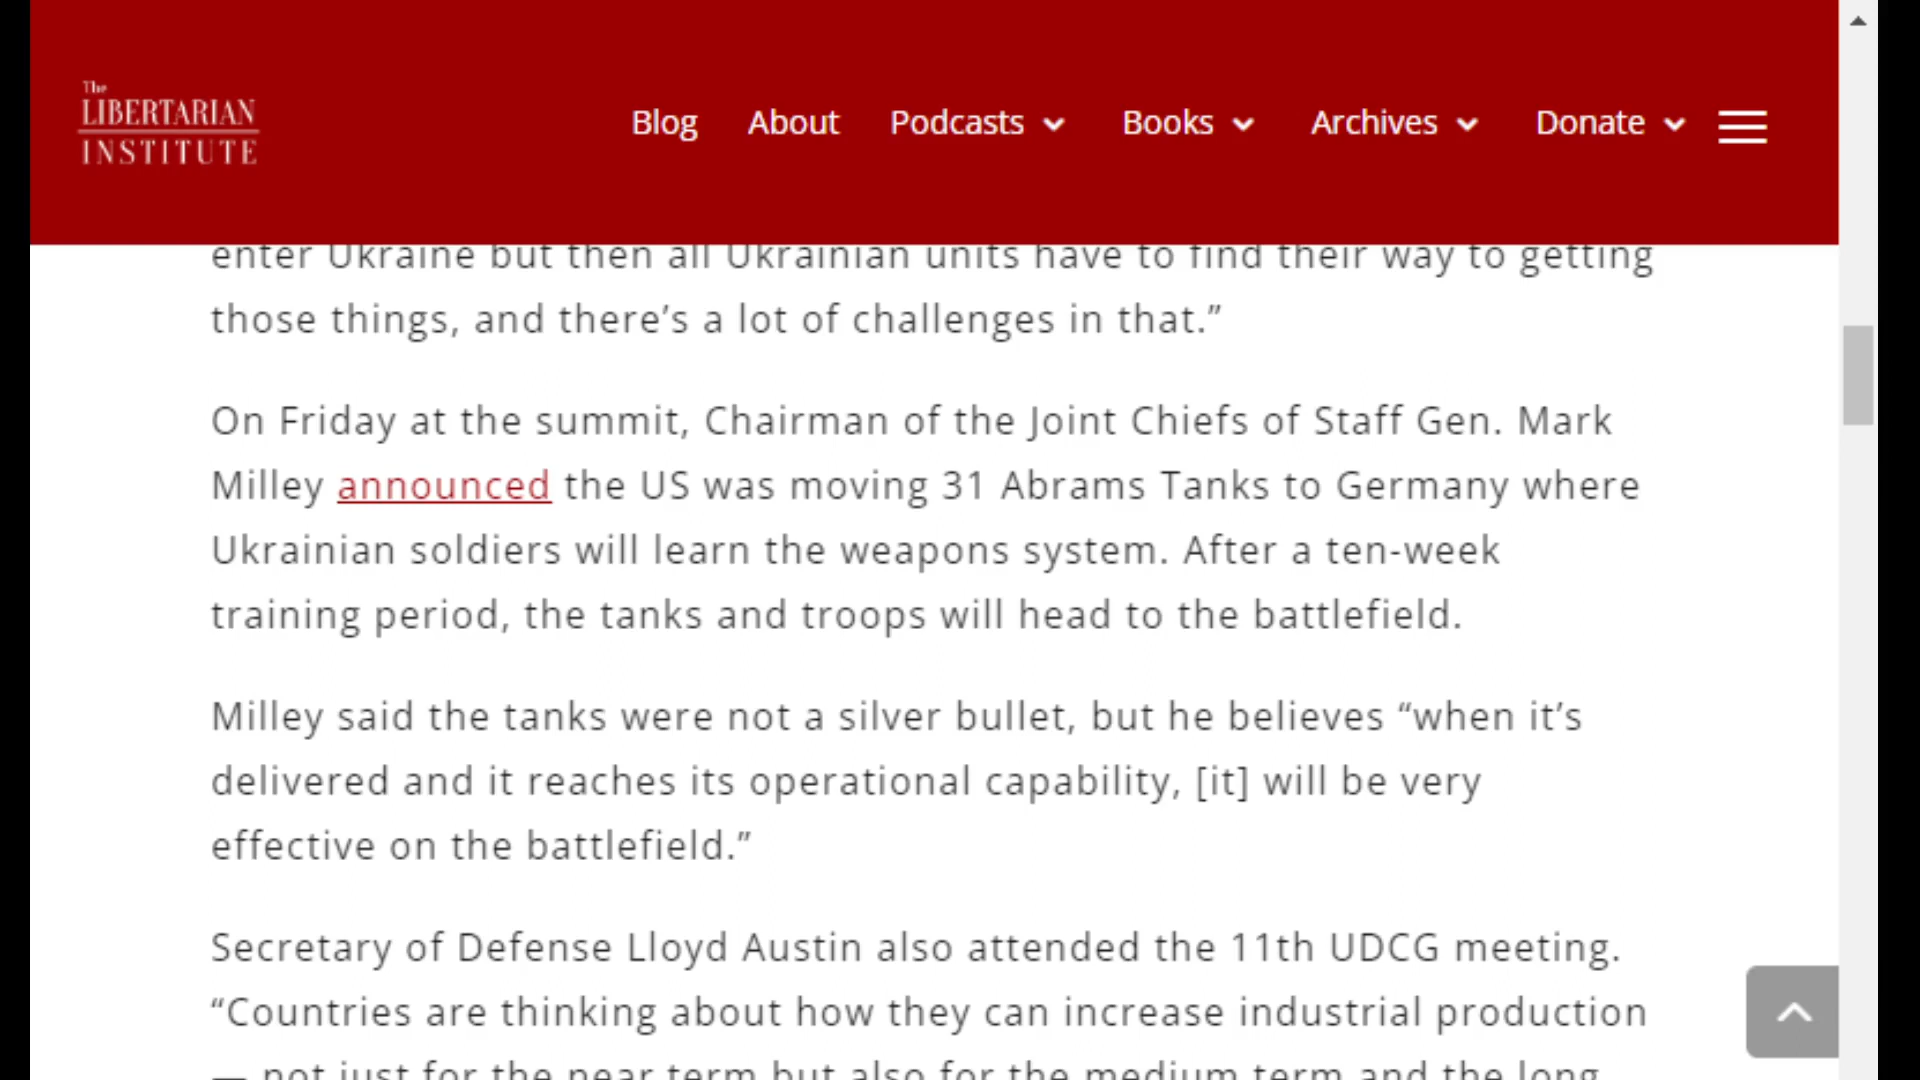 The
LIBERTARIAN
INSTITUTE
Blog About Podcasts Books Archives Donate
enter Ukraine but then all Ukrainian units have to find their way to getting
those things, and there’s a lot of challenges in that.”
On Friday at the summit, Chairman of the Joint Chiefs of Staff Gen. Mark
Milley announced the US was moving 31 Abrams Tanks to Germany where
Ukrainian soldiers will learn the weapons system. After a ten-week
training period, the tanks and troops will head to the battlefield.
Milley said the tanks were not a silver bullet, but he believes “when it’s
delivered and it reaches its operational capability, [it] will be very
effective on the battlefield.”
Secretary of Defense Lloyd Austin also attended the 11th UDCG meeting.
“Countries are thinking about how they can increase industrial production
— not just for the near term but also for the medium term and the long